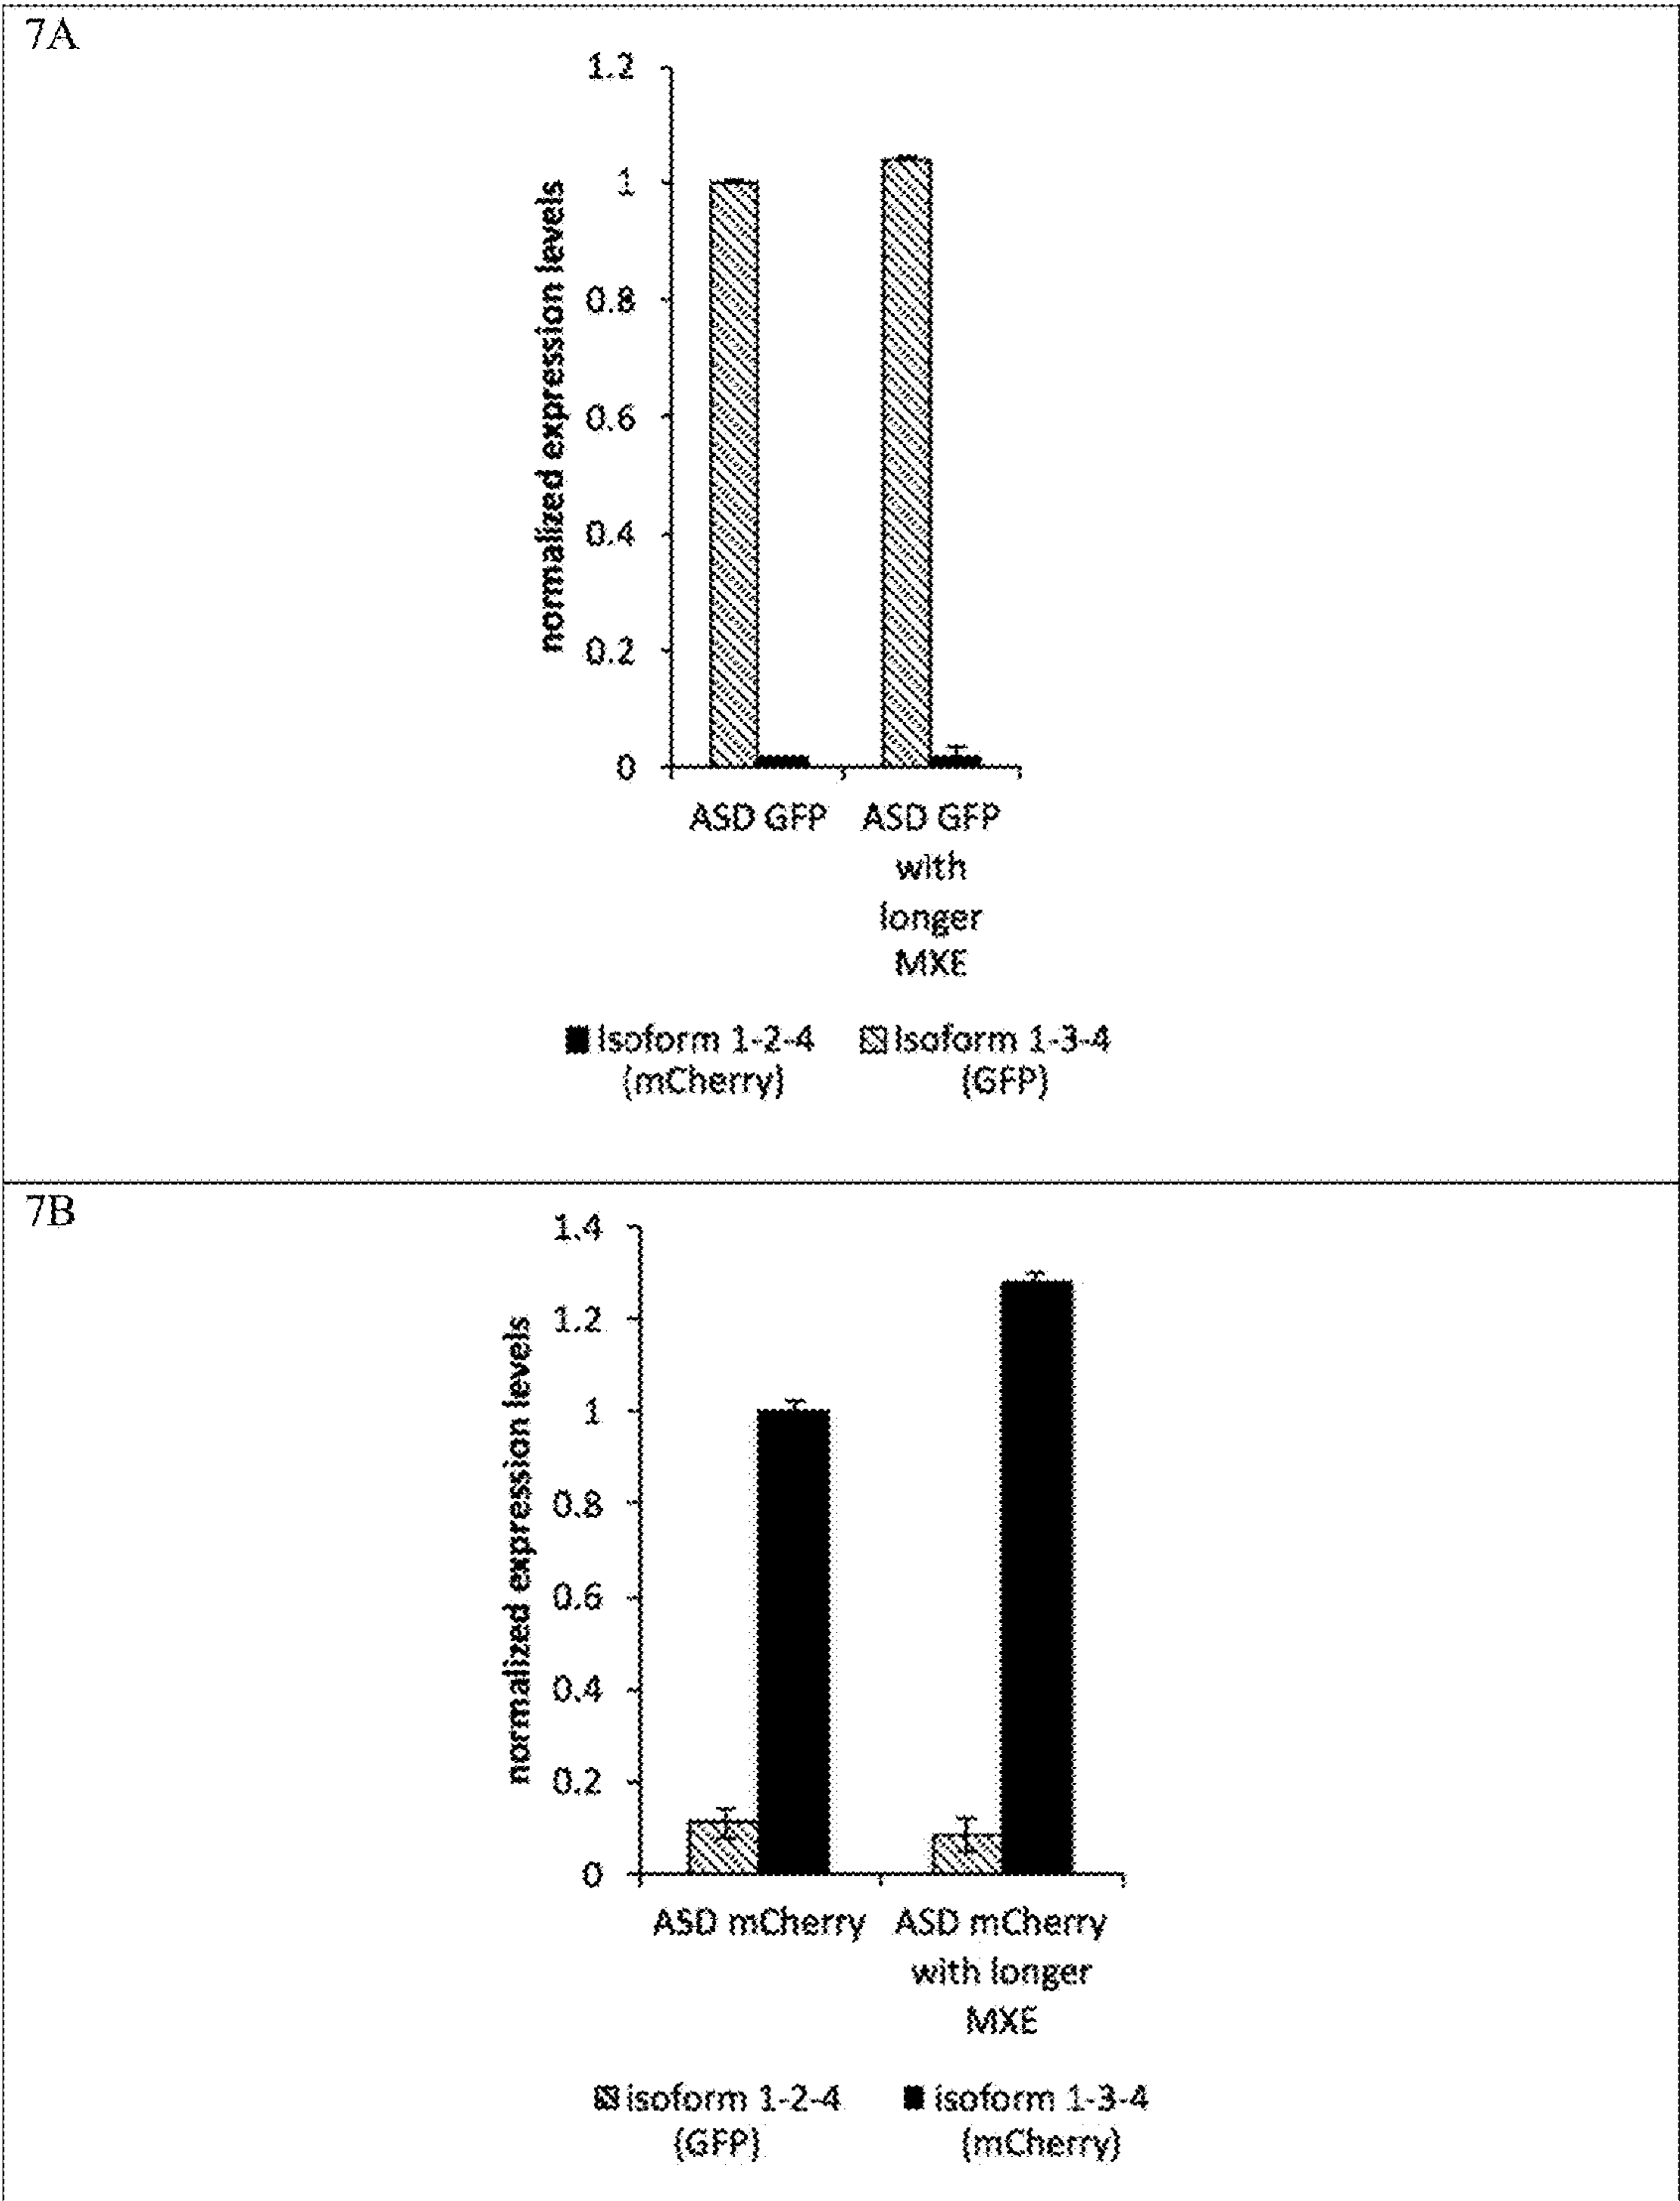 7A
1.2
1
0.8
0.6
0.4
0.2
0
normalized expression levels
ASD GFP
ASD GFP
with
longer
MXE
Isoform 1-2-4
(mCherry)
Isoform 1-3-4
(GFP)
7B
1.4
1.2
1
0.8
0.6
0.4
0.2
0
normalized expression levels
ASD mCherry
ASD mCherry
with longer
MXE
isoform 1-2-4
(GFP)
isoform 1-3-4
(mCherry)